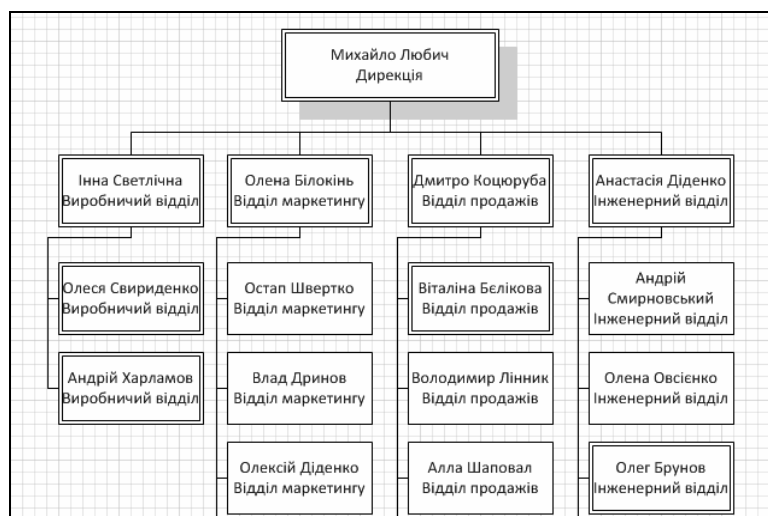 Михайло Любич
Дирекція
Інна Светлічна
Виробничий відділ
Олена Білокінь
Відділ маркетингу
Дмитро Коцюруба
Відділ продажів
Анастасія Діденко
Інженерний відділ
Олеся Свириденко
Виробничий відділ
Остап Швертко
Відділ маркетингу
Віталіна Бєлікова
Відділ продажів
Андрій
Смирновський
Інженерний відділ
Андрій Харламов
Виробничий відділ
Влад Дринов
Відділ маркетингу
Володимир Лінник
Відділ продажів
Олена Овсієнко
Інженерний відділ
Олексій Діденко
Відділ маркетингу
Алла Шаповал
Відділ продажів
Олег Брунов
Інженерний відділ